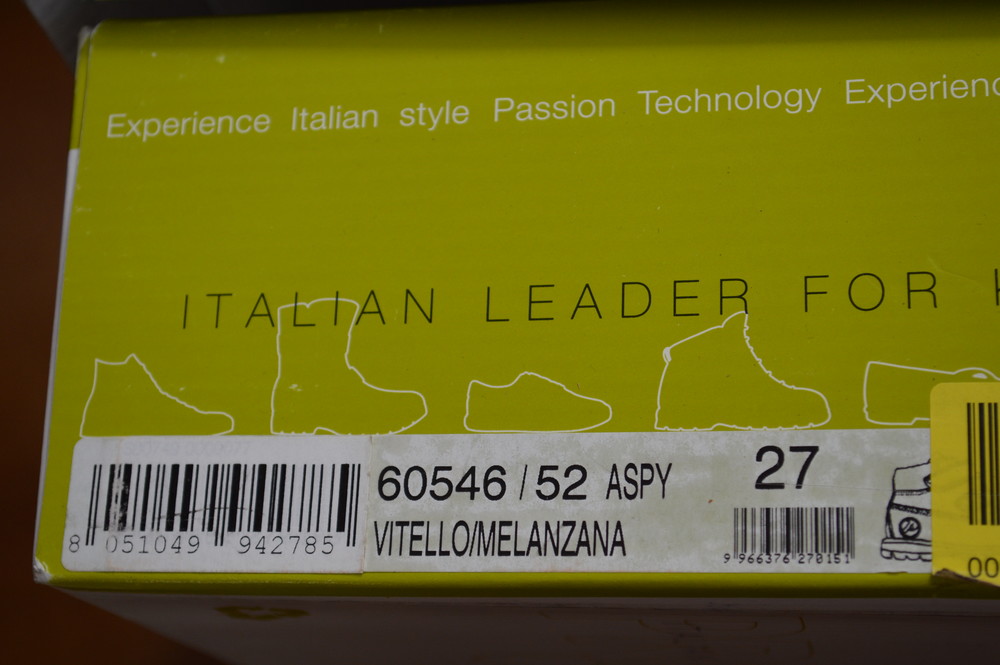 Experience Italian style Passion Technology Experienc
ITALIAN LEADER FOR
60546 / 52 ASPY
27
VITELLO/MELANZANA
8 051049 942785
9 966376 270151
00